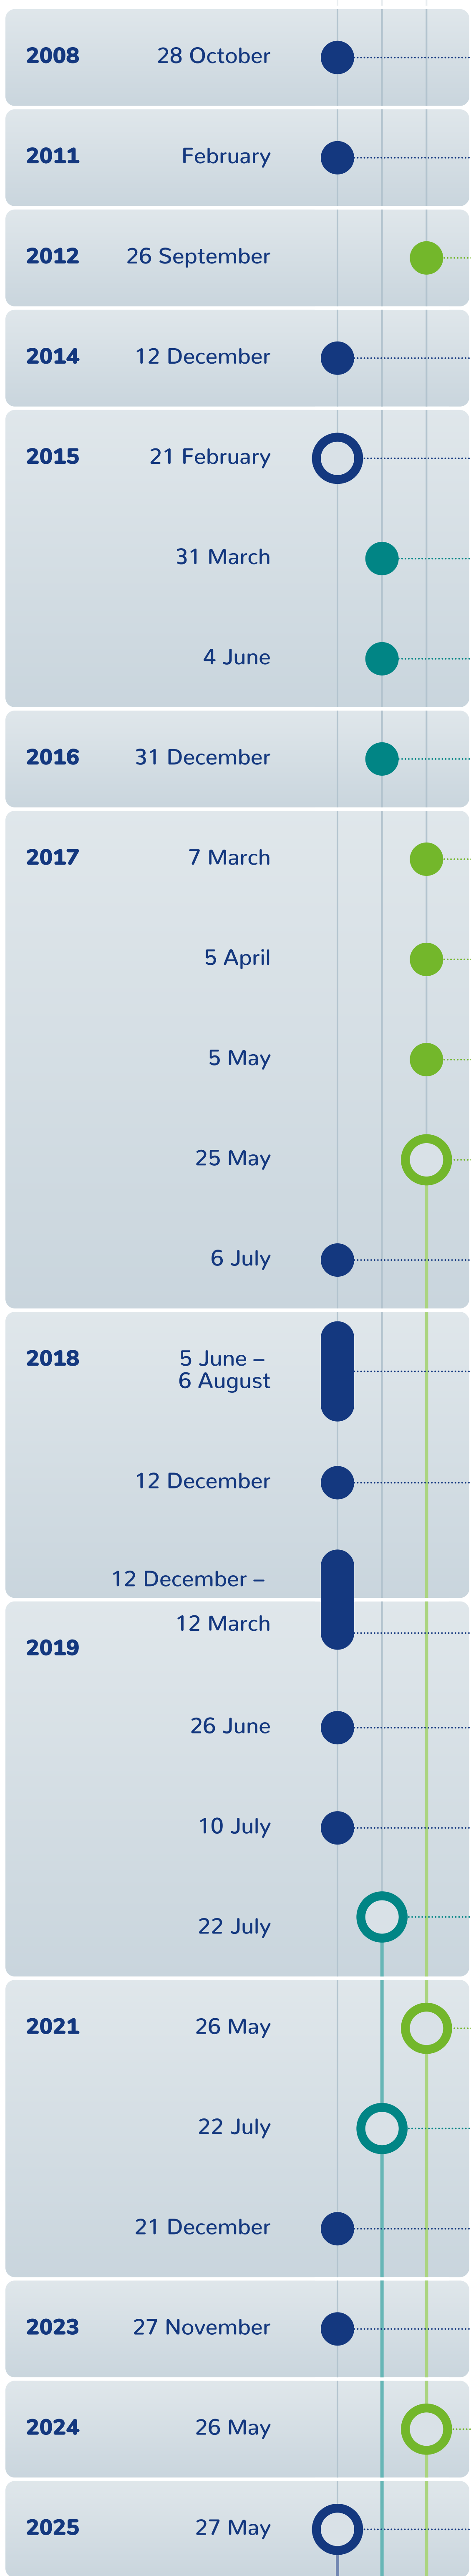 2008 28 October
2011 February
2012 26 September
2014 12 December
2015 21 February
31 March
4 June
2016 31 December
2017 7 March
5 April
5 May
25 May
6 July
2018 5 June –
6 August
12 December
12 December –
12 March
2019
26 June
10 July
22 July
2021 26 May
22 July
21 December
2023 27 November
2024 26 May
2025 27 May